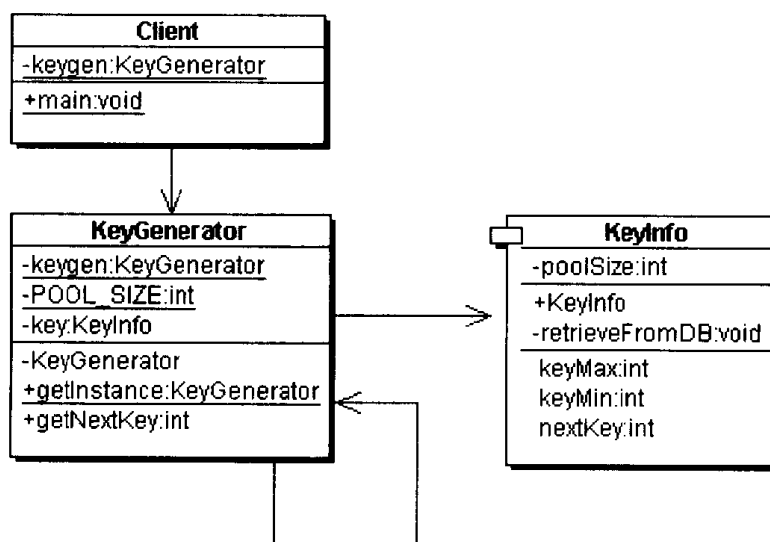 Client
-keygen:KeyGenerator
+main:void
KeyGenerator
-keygen:KeyGenerator
-POOL_SIZE:int
-key:KeyInfo
-KeyGenerator
+getInstance:KeyGenerator
+getNextKey:int
KeyInfo
-poolSize:int
+KeyInfo
-retrieveFromDB:void
keyMax:int
keyMin:int
nextKey:int